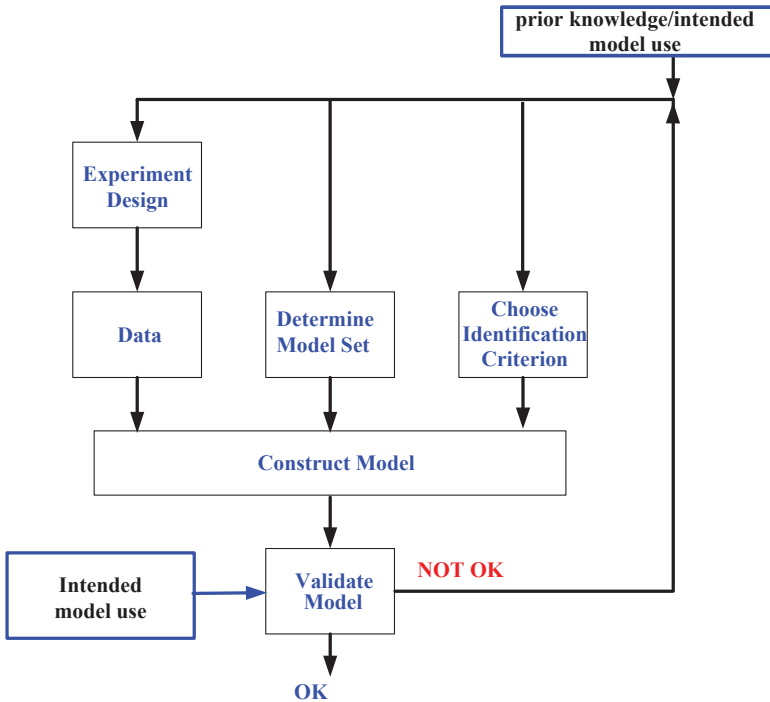 prior knowledge/intended
model use
Experiment
Design
Data
Determine
Model Set
Choose
Identification
Criterion
Construct Model
Intended
model use
Validate
Model
NOT OK
OK